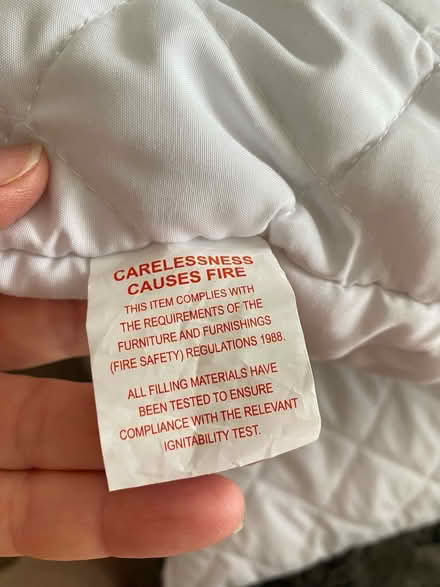 CARELESSNESS
CAUSES FIRE
THIS ITEM COMPLIES WITH
THE REQUIREMENTS OF THE
FURNITURE AND FURNISHINGS
(FIRE SAFETY) REGULATIONS 1988.
ALL FILLING MATERIALS HAVE
BEEN TESTED TO ENSURE
COMPLIANCE WITH THE RELEVANT
IGNITABILITY TEST.